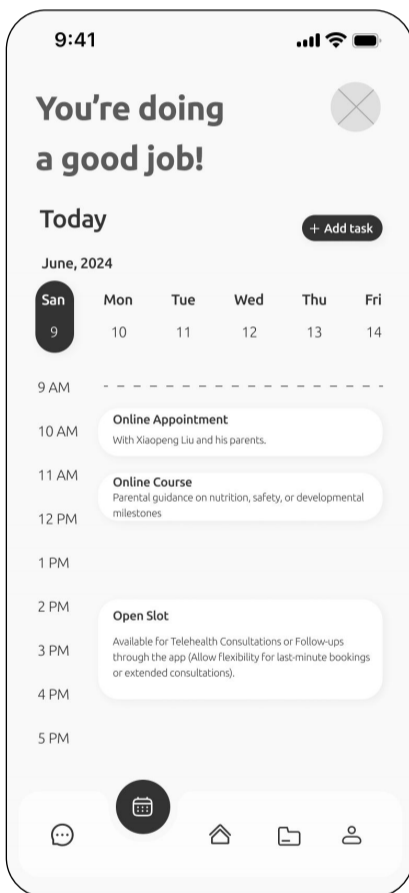 9:41
You're doing
a good job!
Today
+ Add task
June, 2024
San Mon Tue Wed Thu Fri
9 10 11 12 13 14
9 AM
Online Appointment
10 AM
With Xiaopeng Liu and his parents.
11 AM
Online Course
Parental guidance on nutrition, safety, or developmental
milestones
12 PM
1 PM
2 PM
Open Slot
Available for Telehealth Consultations or Follow-ups
3 PM
through the app (Allow flexibility for last-minute bookings
or extended consultations).
4 PM
5 PM